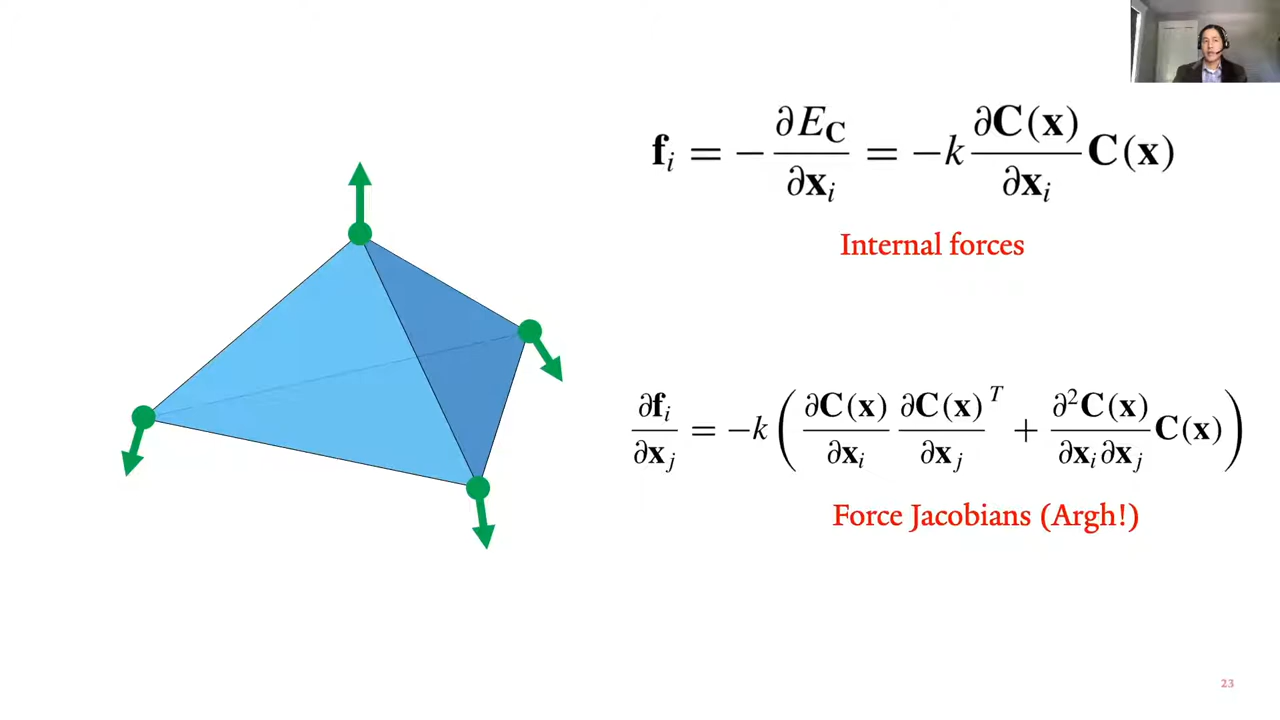 f_i = − ∂E_C/∂x_i = −k ∂C(x)/∂x_i C(x)
Internal forces
∂f_i/∂x_j = −k ( ∂C(x)/∂x_i ∂C(x)/∂x_j^T + ∂²C(x)/∂x_i∂x_j C(x) )
Force Jacobians (Argh!)
23